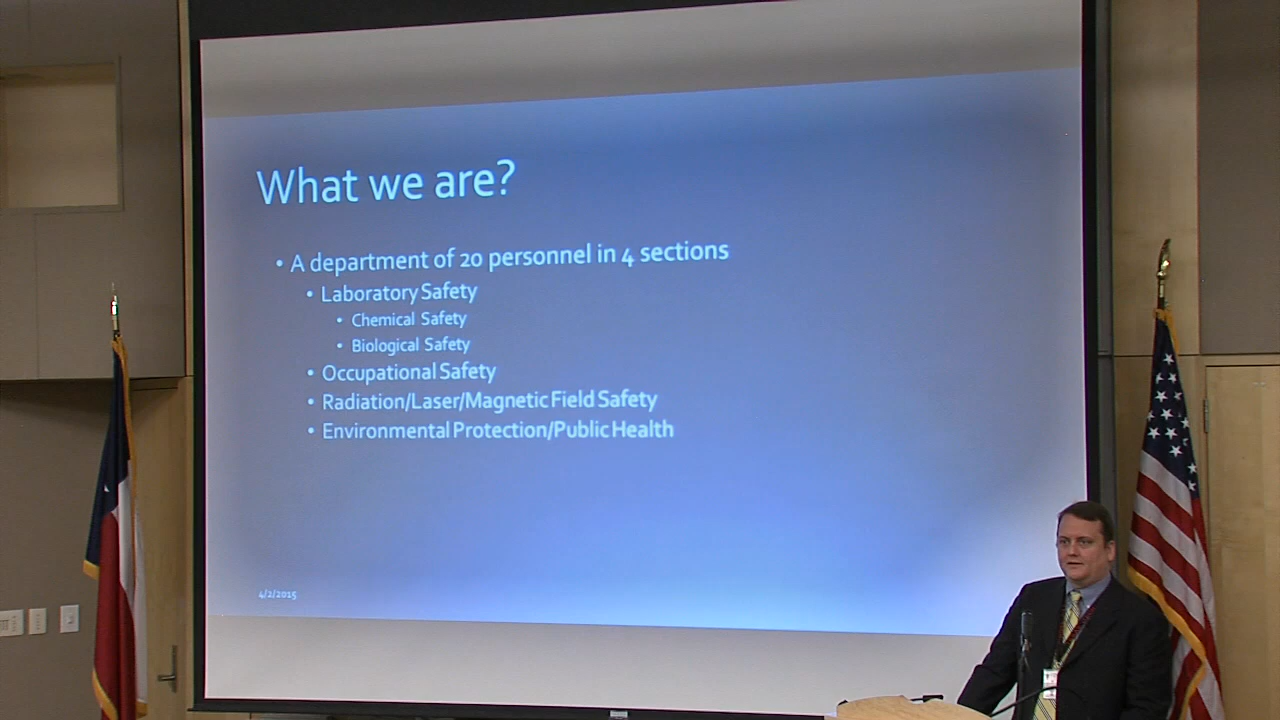 What we are?
• A department of 20 personnel in 4 sections
• Laboratory Safety
• Chemical Safety
• Biological Safety
• Occupational Safety
• Radiation/Laser/Magnetic Field Safety
• Environmental Protection/Public Health
4/2/2015